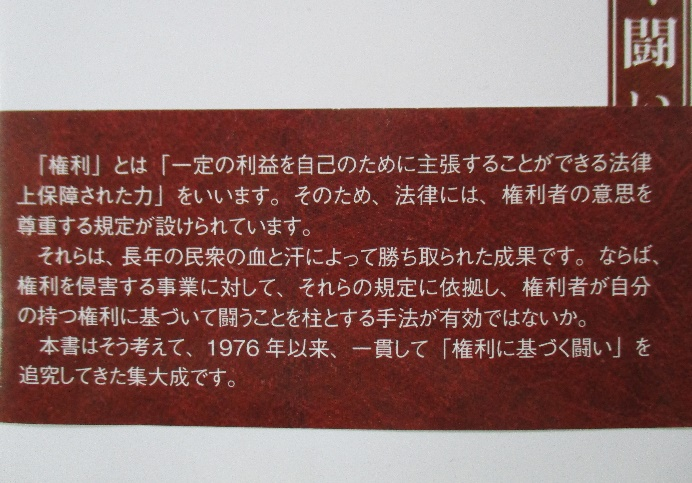 闘い
「権利」とは「一定の利益を自己のために主張することができる法律
上保障された力」をいいます。そのため、法律には、権利者の意思を
尊重する規定が設けられています。
それらは、長年の民衆の血と汗によって勝ち取られた成果です。ならば、
権利を侵害する事業に対して、それらの規定に依拠し、権利者が自分
の持つ権利に基づいて闘うことを柱とする手法が有効ではないか。
本書はそう考えて、1976年以来、一貫して「権利に基づく闘い」を
追究してきた集大成です。